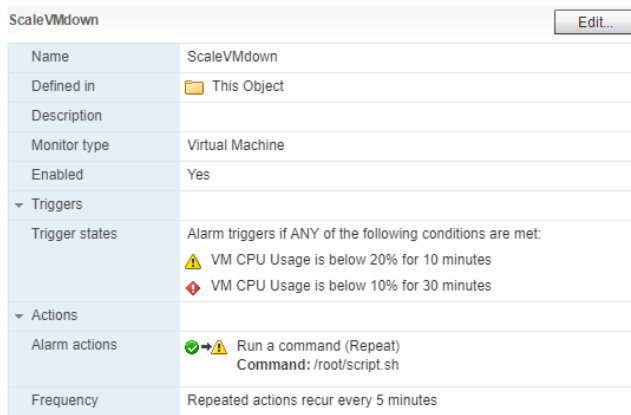 ScaleVMdown
Edit...
Name ScaleVMdown
Defined in This Object
Description
Monitor type Virtual Machine
Enabled Yes
Triggers
Trigger states Alarm triggers if ANY of the following conditions are met:
VM CPU Usage is below 20% for 10 minutes
VM CPU Usage is below 10% for 30 minutes
Actions
Alarm actions Run a command (Repeat)
Command: /root/script.sh
Frequency Repeated actions recur every 5 minutes